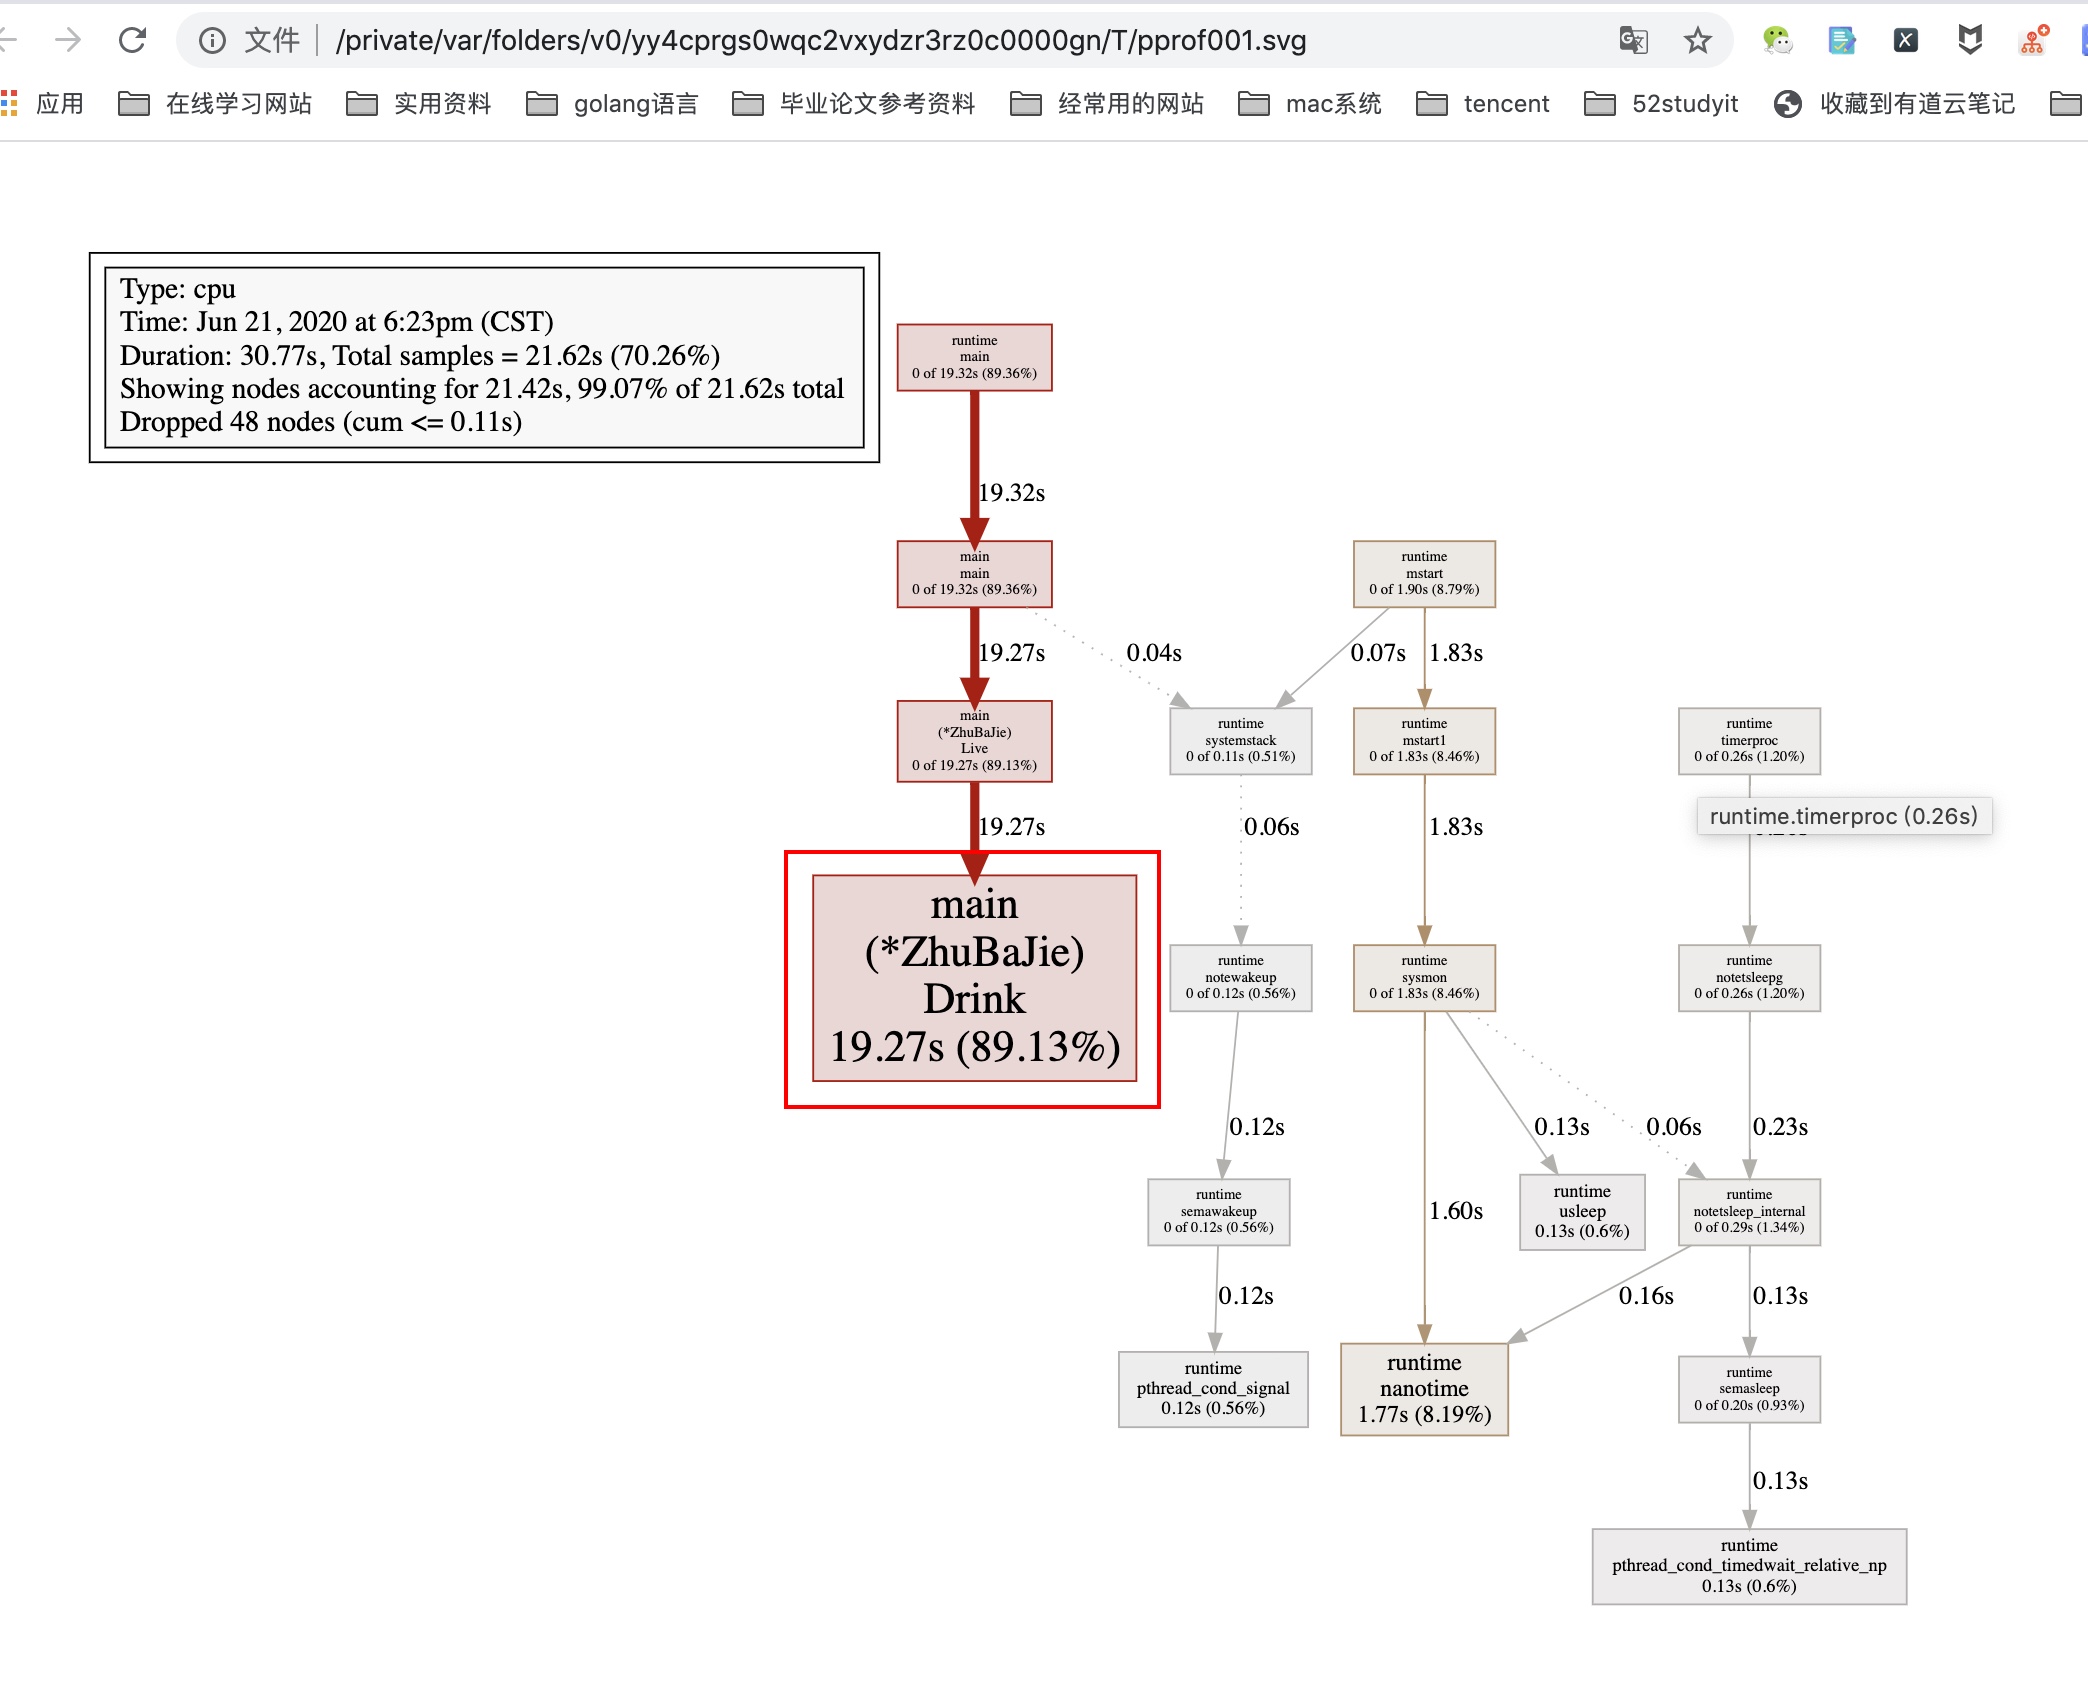 文件 /private/var/folders/v0/yy4cprgs0wqc2vxydzr3rz0c0000gn/T/pprof001.svg
应用 在线学习网站 实用资料 golang语言 毕业论文参考资料 经常用的网站 mac系统 tencent 52studyit 收藏到有道云笔记
Type: cpu
Time: Jun 21, 2020 at 6:23pm (CST)
Duration: 30.77s, Total samples = 21.62s (70.26%)
Showing nodes accounting for 21.42s, 99.07% of 21.62s total
Dropped 48 nodes (cum <= 0.11s)
runtime
main
0 of 19.32s (89.36%)
19.32s
main
main
0 of 19.32s (89.36%)
runtime
mstart
0 of 1.90s (8.79%)
19.27s
0.04s
0.07s
1.83s
main
(*ZhuBaJie)
Live
0 of 19.27s (89.13%)
runtime
systemstack
0 of 0.11s (0.51%)
runtime
mstart1
0 of 1.83s (8.46%)
runtime
timerproc
0 of 0.26s (1.20%)
19.27s
0.06s
1.83s
runtime.timerproc (0.26s)
main
(*ZhuBaJie)
Drink
19.27s (89.13%)
runtime
notewakeup
0 of 0.12s (0.56%)
runtime
sysmon
0 of 1.83s (8.46%)
runtime
notetsleepg
0 of 0.26s (1.20%)
0.12s
0.13s
0.06s
0.23s
runtime
semawakeup
0 of 0.12s (0.56%)
1.60s
runtime
usleep
0.13s (0.6%)
runtime
notetsleep_internal
0 of 0.29s (1.34%)
0.12s
0.16s
0.13s
runtime
pthread_cond_signal
0.12s (0.56%)
runtime
nanotime
1.77s (8.19%)
runtime
semasleep
0 of 0.20s (0.93%)
0.13s
runtime
pthread_cond_timedwait_relative_np
0.13s (0.6%)